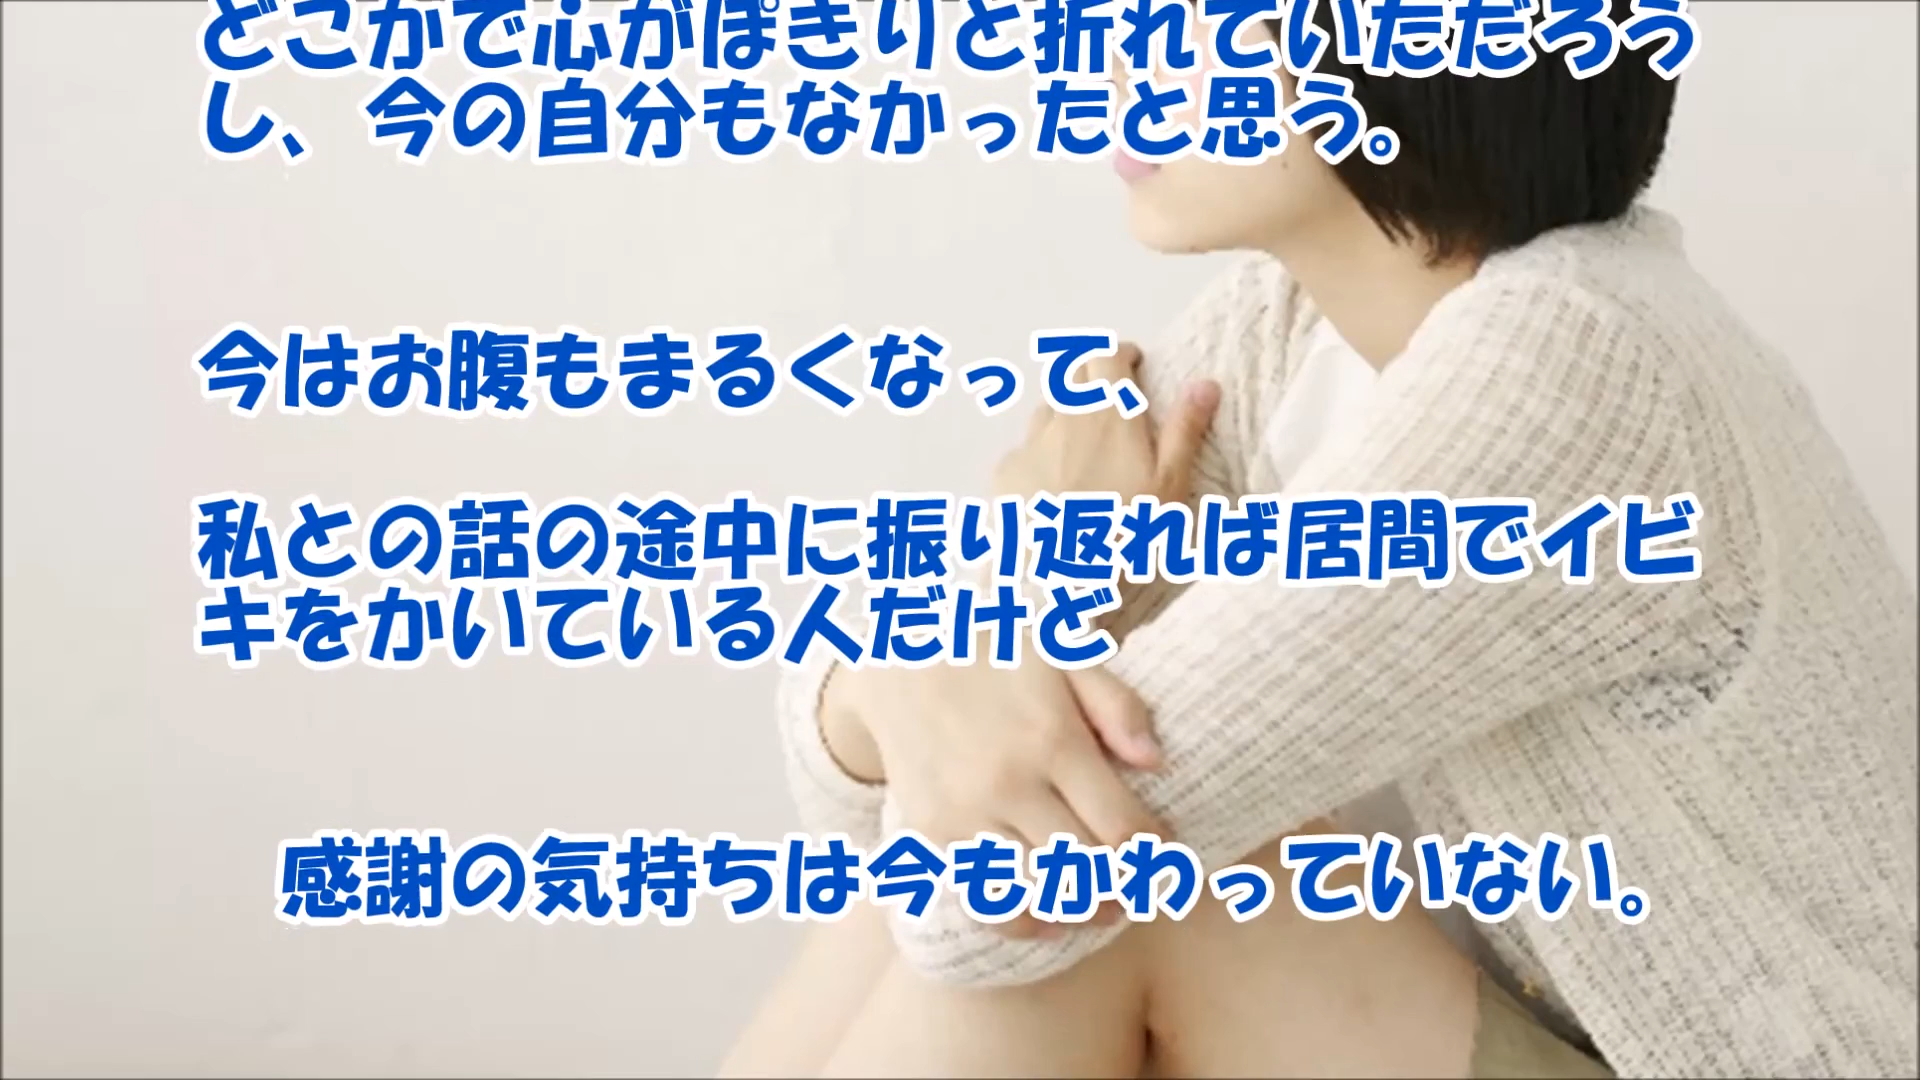 どこかで心がぽきりと折れていただろう
し、今の自分もなかったと思う。
今はお腹もまるくなって、
私との話の途中に振り返れば居間でイビ
キをかいている人だけど
感謝の気持ちは今もかわっていない。